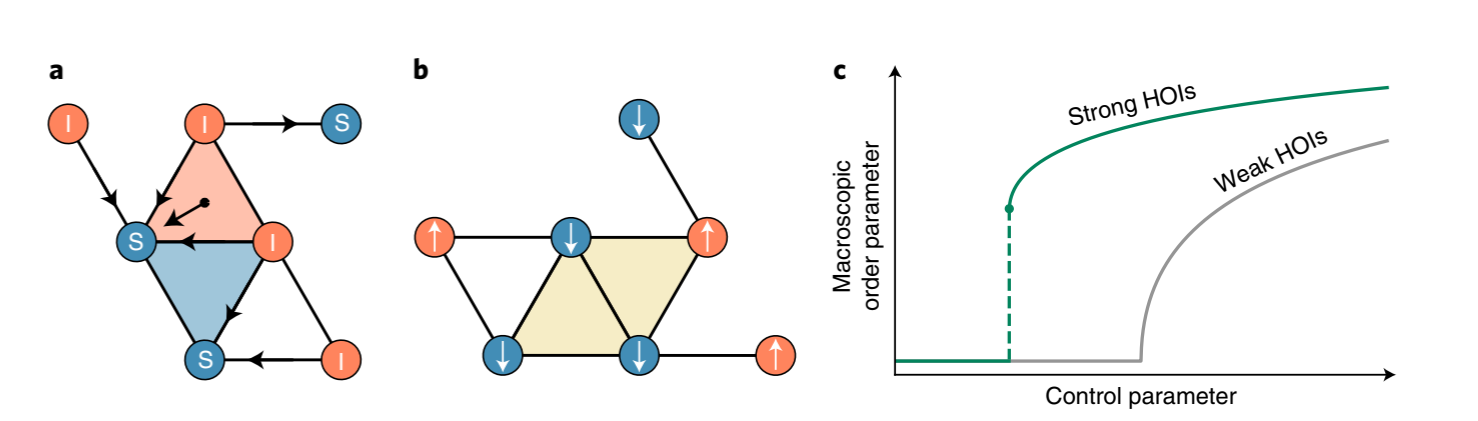 a
b
c
I
I
S
S
I
S
I
↓
↑
↓
↑
↓
↓
↑
Strong HOIs
Weak HOIs
Macroscopic
order parameter
Control parameter